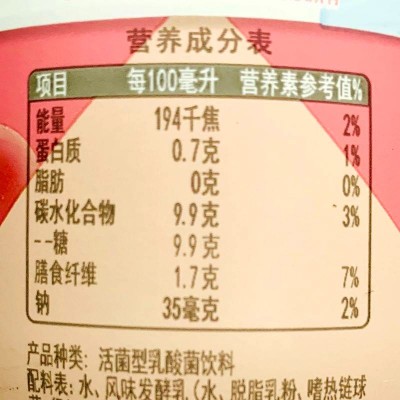 营养成分表
项目 每100毫升 营养素参考值%
能量 194千焦 2%
蛋白质 0.7克 1%
脂肪 0克 0%
碳水化合物 9.9克 3%
--糖 9.9克
膳食纤维 1.7克 7%
钠 35毫克 2%
产品种类: 活菌型乳酸菌饮料
配料表: 水、风味发酵乳(水、脱脂乳粉、嗜热链球